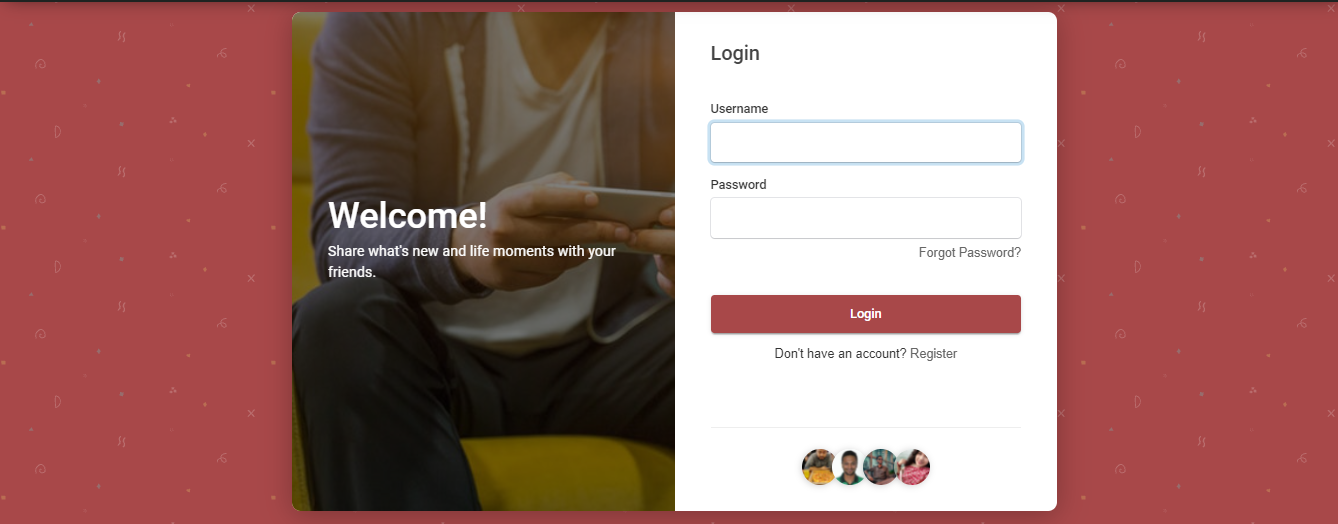 Login
Username
Password
Forgot Password?
Login
Don't have an account? Register
Welcome!
Share what's new and life moments with your
friends.